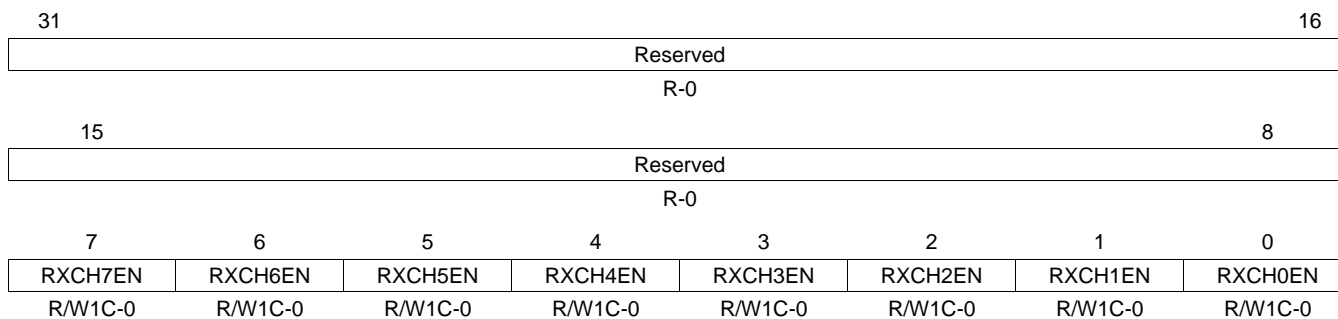 31 16
Reserved
R-0
15 8
Reserved
R-0
7 6 5 4 3 2 1 0
RXCH7EN RXCH6EN RXCH5EN RXCH4EN RXCH3EN RXCH2EN RXCH1EN RXCH0EN
R/W1C-0 R/W1C-0 R/W1C-0 R/W1C-0 R/W1C-0 R/W1C-0 R/W1C-0 R/W1C-0